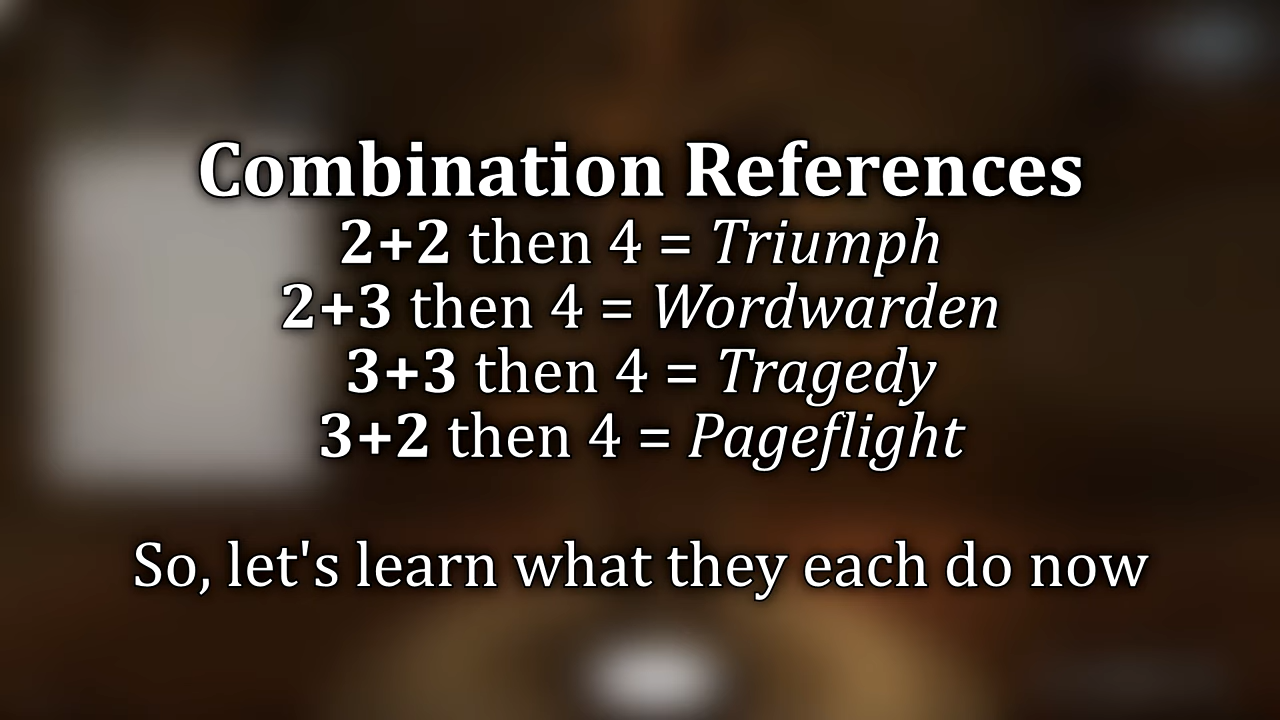 Combination References
2+2 then 4 = Triumph
2+3 then 4 = Wordwarden
3+3 then 4 = Tragedy
3+2 then 4 = Pageflight
So, let's learn what they each do now